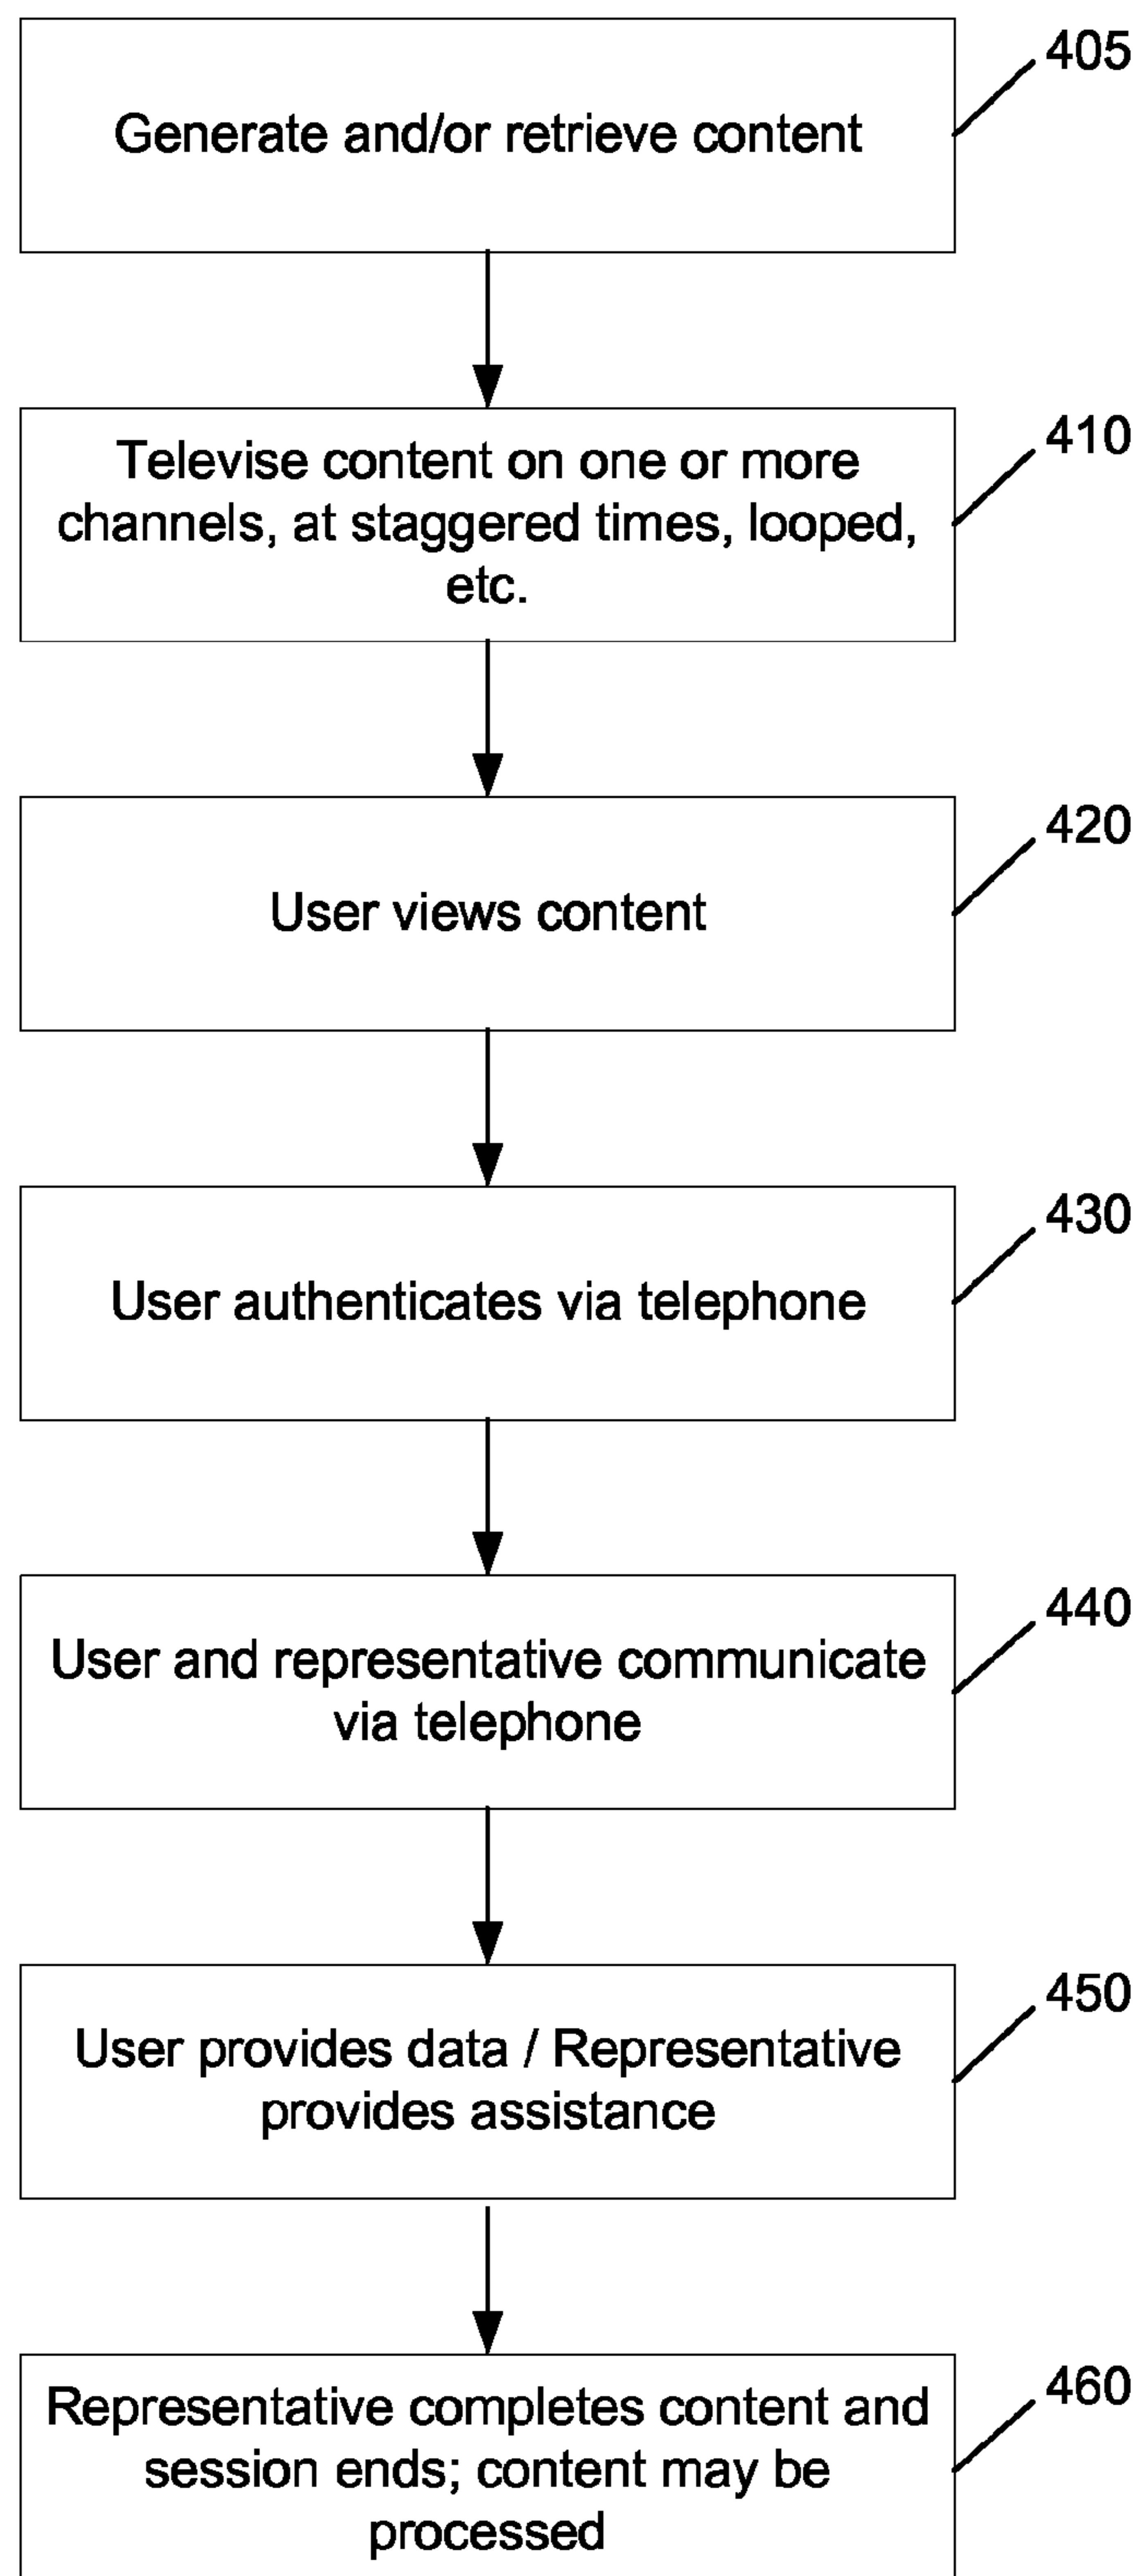 405
Generate and/or retrieve content
410
Televise content on one or more
channels, at staggered times, looped,
etc.
420
User views content
430
User authenticates via telephone
440
User and representative communicate
via telephone
450
User provides data / Representative
provides assistance
460
Representative completes content and
session ends; content may be
processed